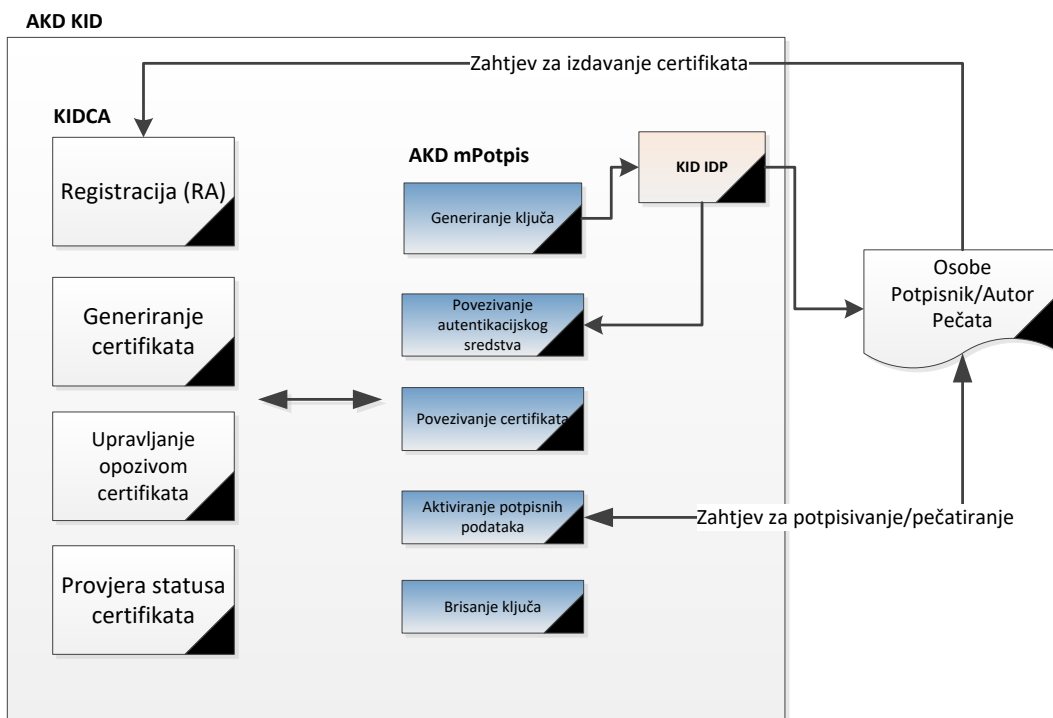 AKD KID
Zahtjev za izdavanje certifikata
KIDCA
Registracija (RA)
Generiranje
certifikata
Upravljanje
opozivom
certifikata
Provjera statusa
certifikata
AKD mPotpis
Generiranje ključa
Povezivanje
autentikacijskog
sredstva
Povezivanje certifikata
Aktiviranje potpisnih
podataka
Brisanje ključa
KID IDP
Osobe
Potpisnik/Autor
Pečata
Zahtjev za potpisivanje/pečatiranje